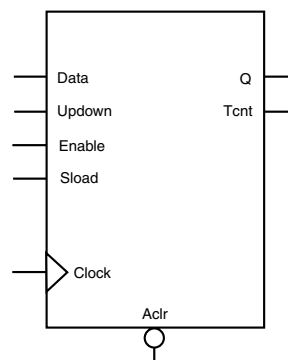 Data
Q
Updown
Tcnt
Enable
Sload
Clock
Aclr